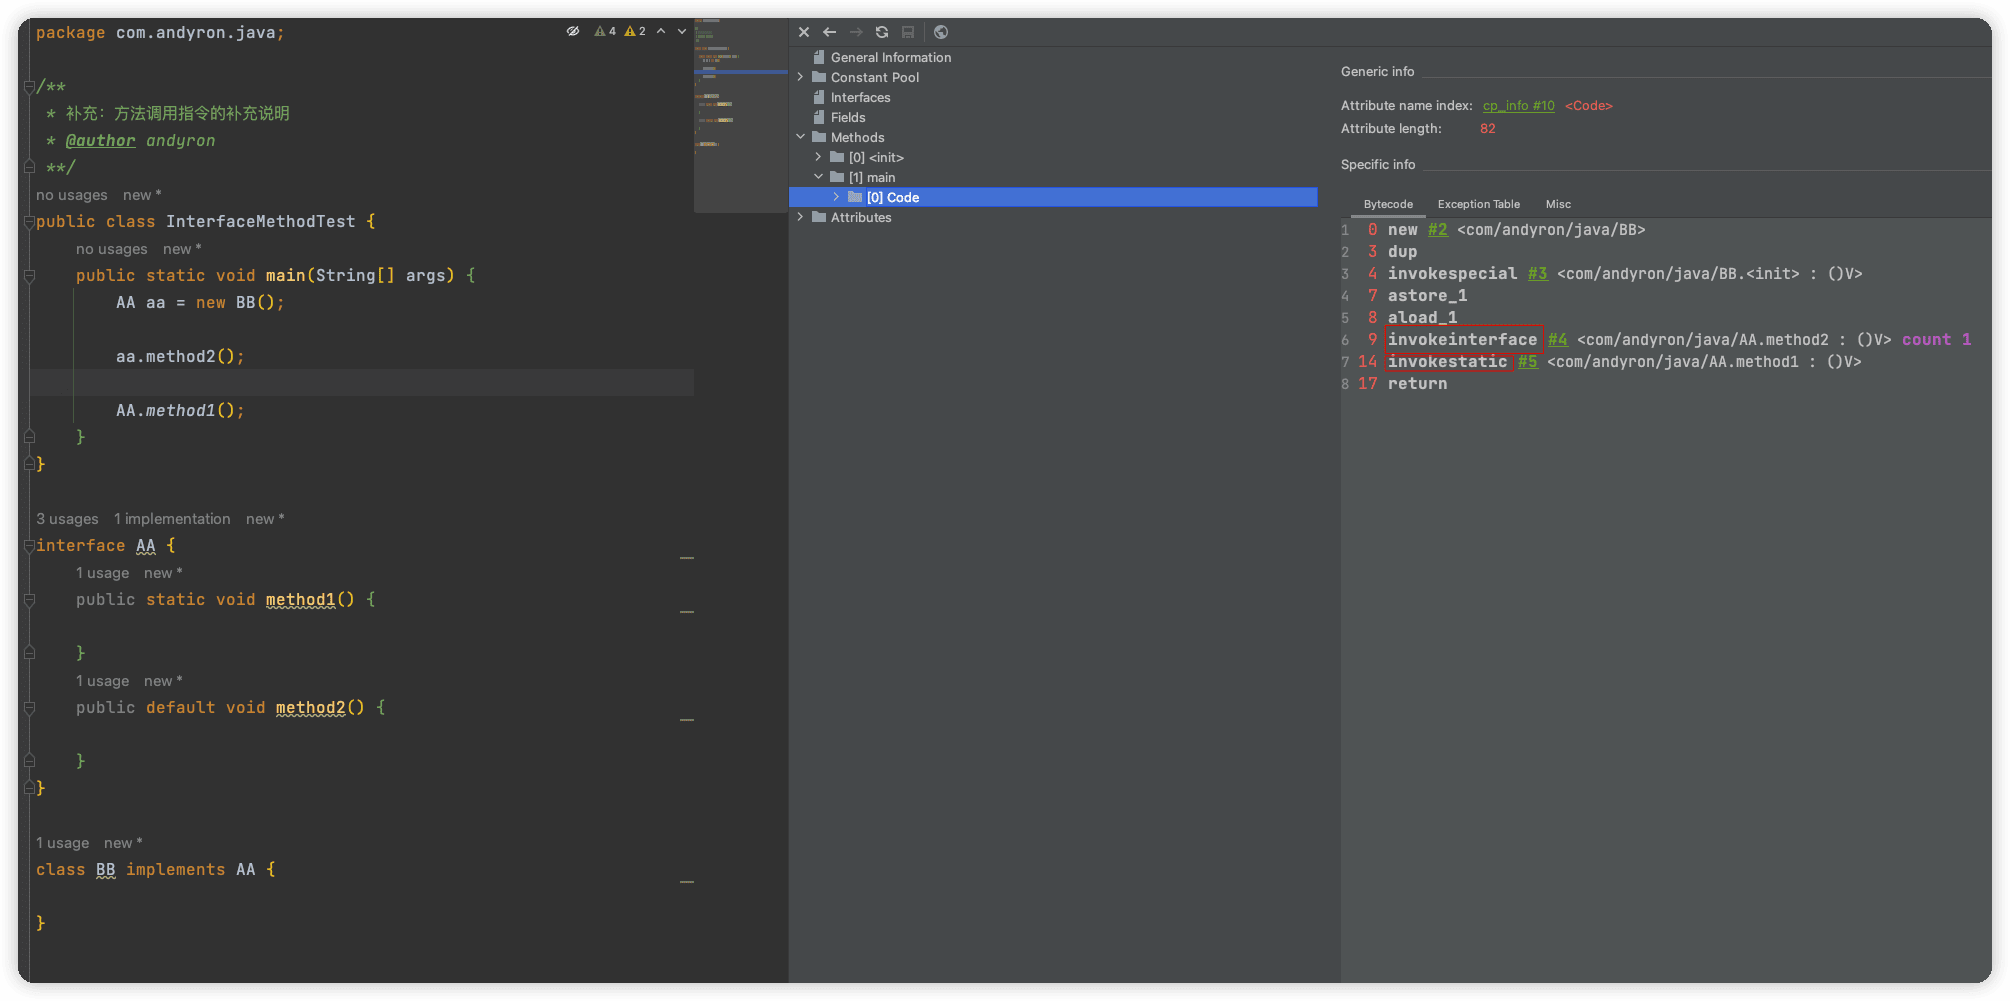 package com.andyron.java;
4 2
/**
* 补充：方法调用指令的补充说明
* @author andyron
**/
no usages new *
public class InterfaceMethodTest {
no usages new *
public static void main(String[] args) {
AA aa = new BB();
aa.method2();
AA.method1();
}
}
3 usages 1 implementation new *
interface AA {
1 usage new *
public static void method1() {
}
1 usage new *
public default void method2() {
}
}
1 usage new *
class BB implements AA {
}
General Information
Constant Pool
Interfaces
Fields
Methods
[0] <init>
[1] main
[0] Code
Attributes
Generic info
Attribute name index: cp_info #10 <Code>
Attribute length: 82
Specific info
Bytecode Exception Table Misc
1 0 new #2 <com/andyron/java/BB>
2 3 dup
3 4 invokespecial #3 <com/andyron/java/BB.<init> : ()V>
4 7 astore_1
5 8 aload_1
6 9 invokeinterface #4 <com/andyron/java/AA.method2 : ()V> count 1
7 14 invokestatic #5 <com/andyron/java/AA.method1 : ()V>
8 17 return